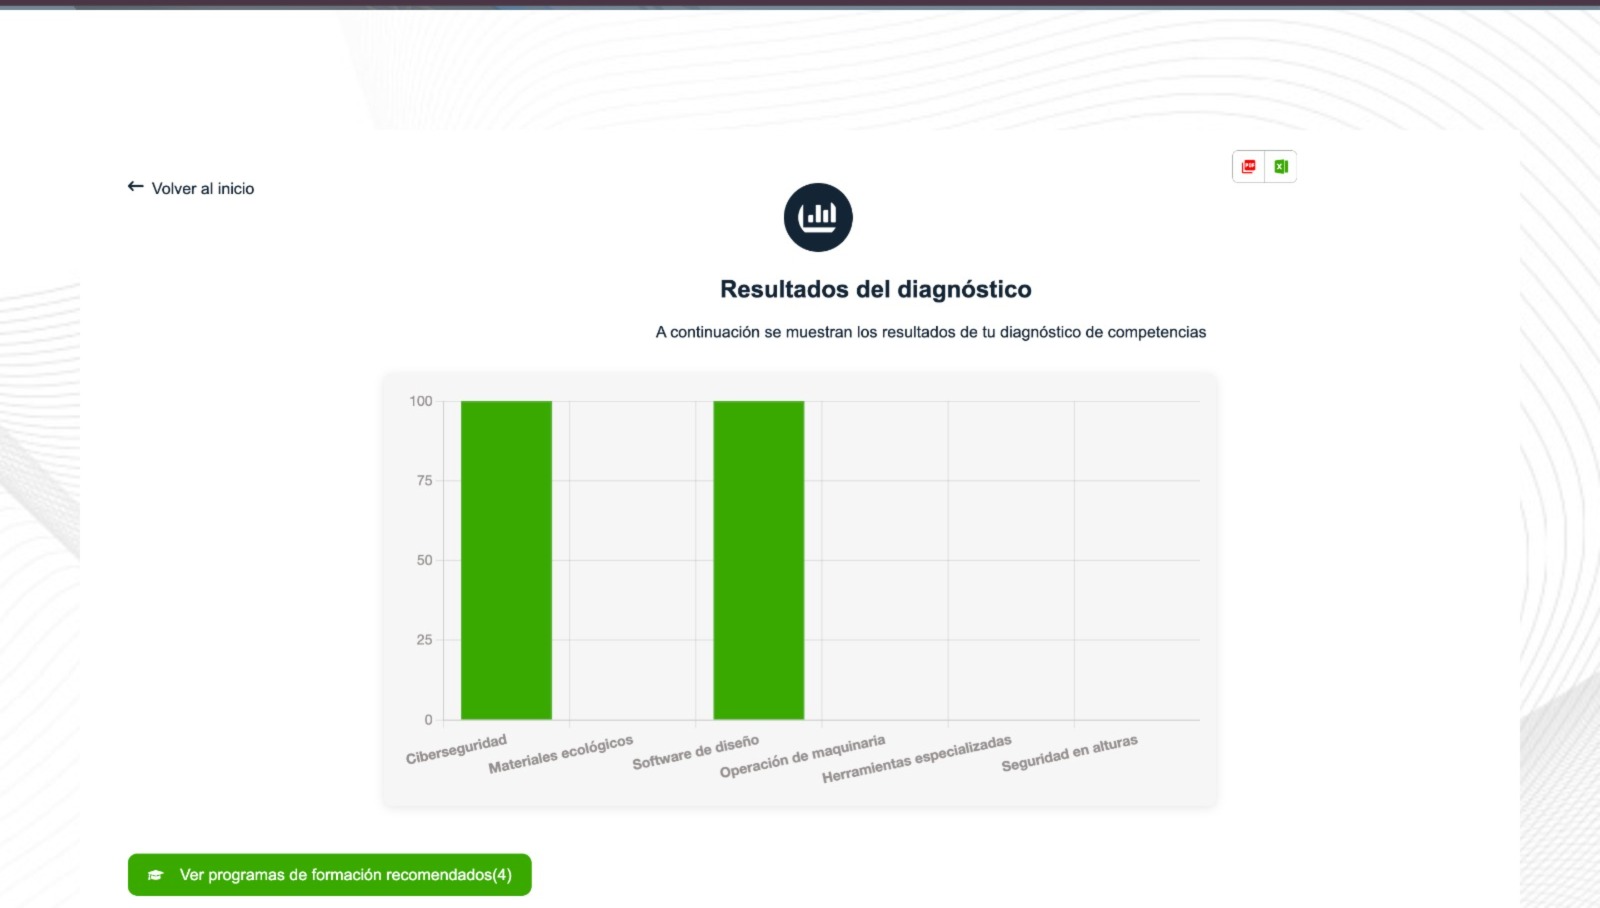 Volver al inicio
PDF
X
Resultados del diagnóstico
A continuación se muestran los resultados de tu diagnóstico de competencias
100
75
50
25
0
Ciberseguridad
Materiales ecológicos
Software de diseño
Operación de maquinaria
Herramientas especializadas
Seguridad en alturas
Ver programas de formación recomendados(4)